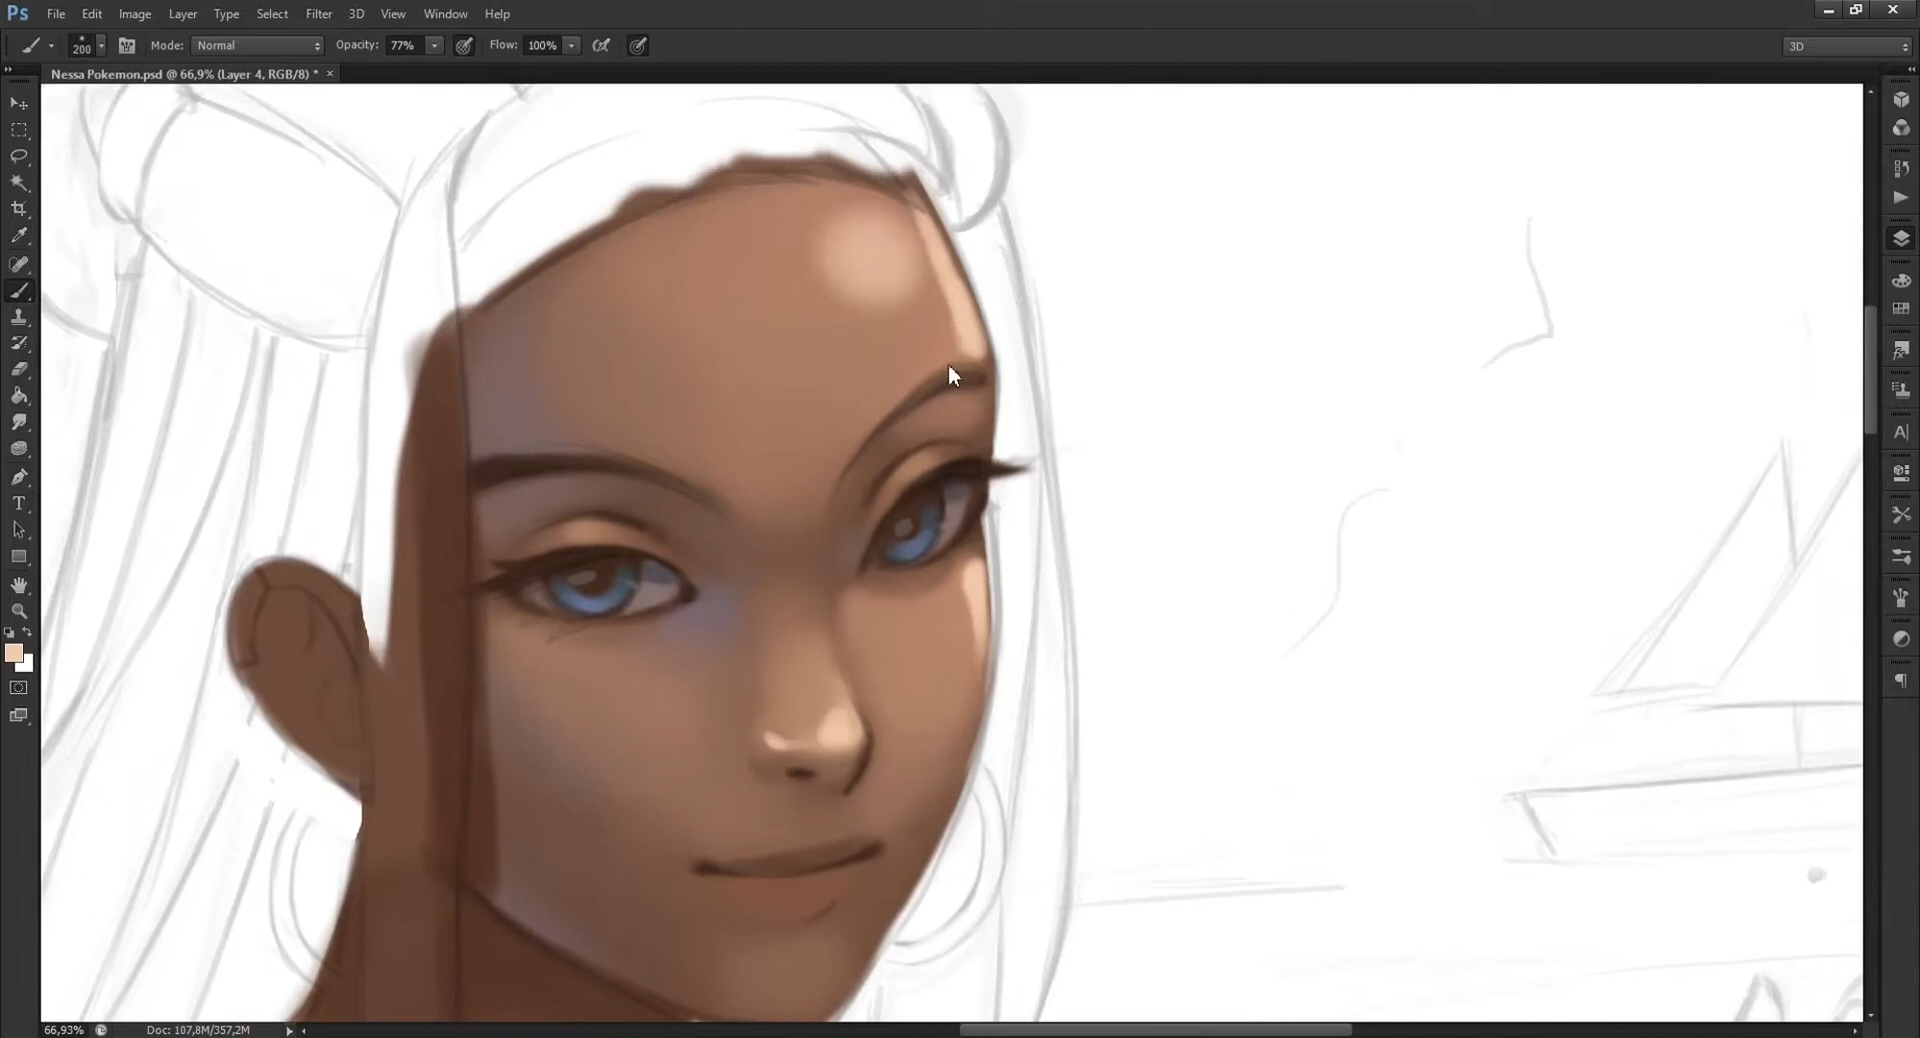 Ps File Edit Image Layer Type Select Filter 3D View Window Help
200 Mode: Normal Opacity: 77% Flow: 100% 3D
Nessa Pokemon.psd @ 66,9% (Layer 4, RGB/8) * ×
66,93% Doc: 107,8M/357,2M